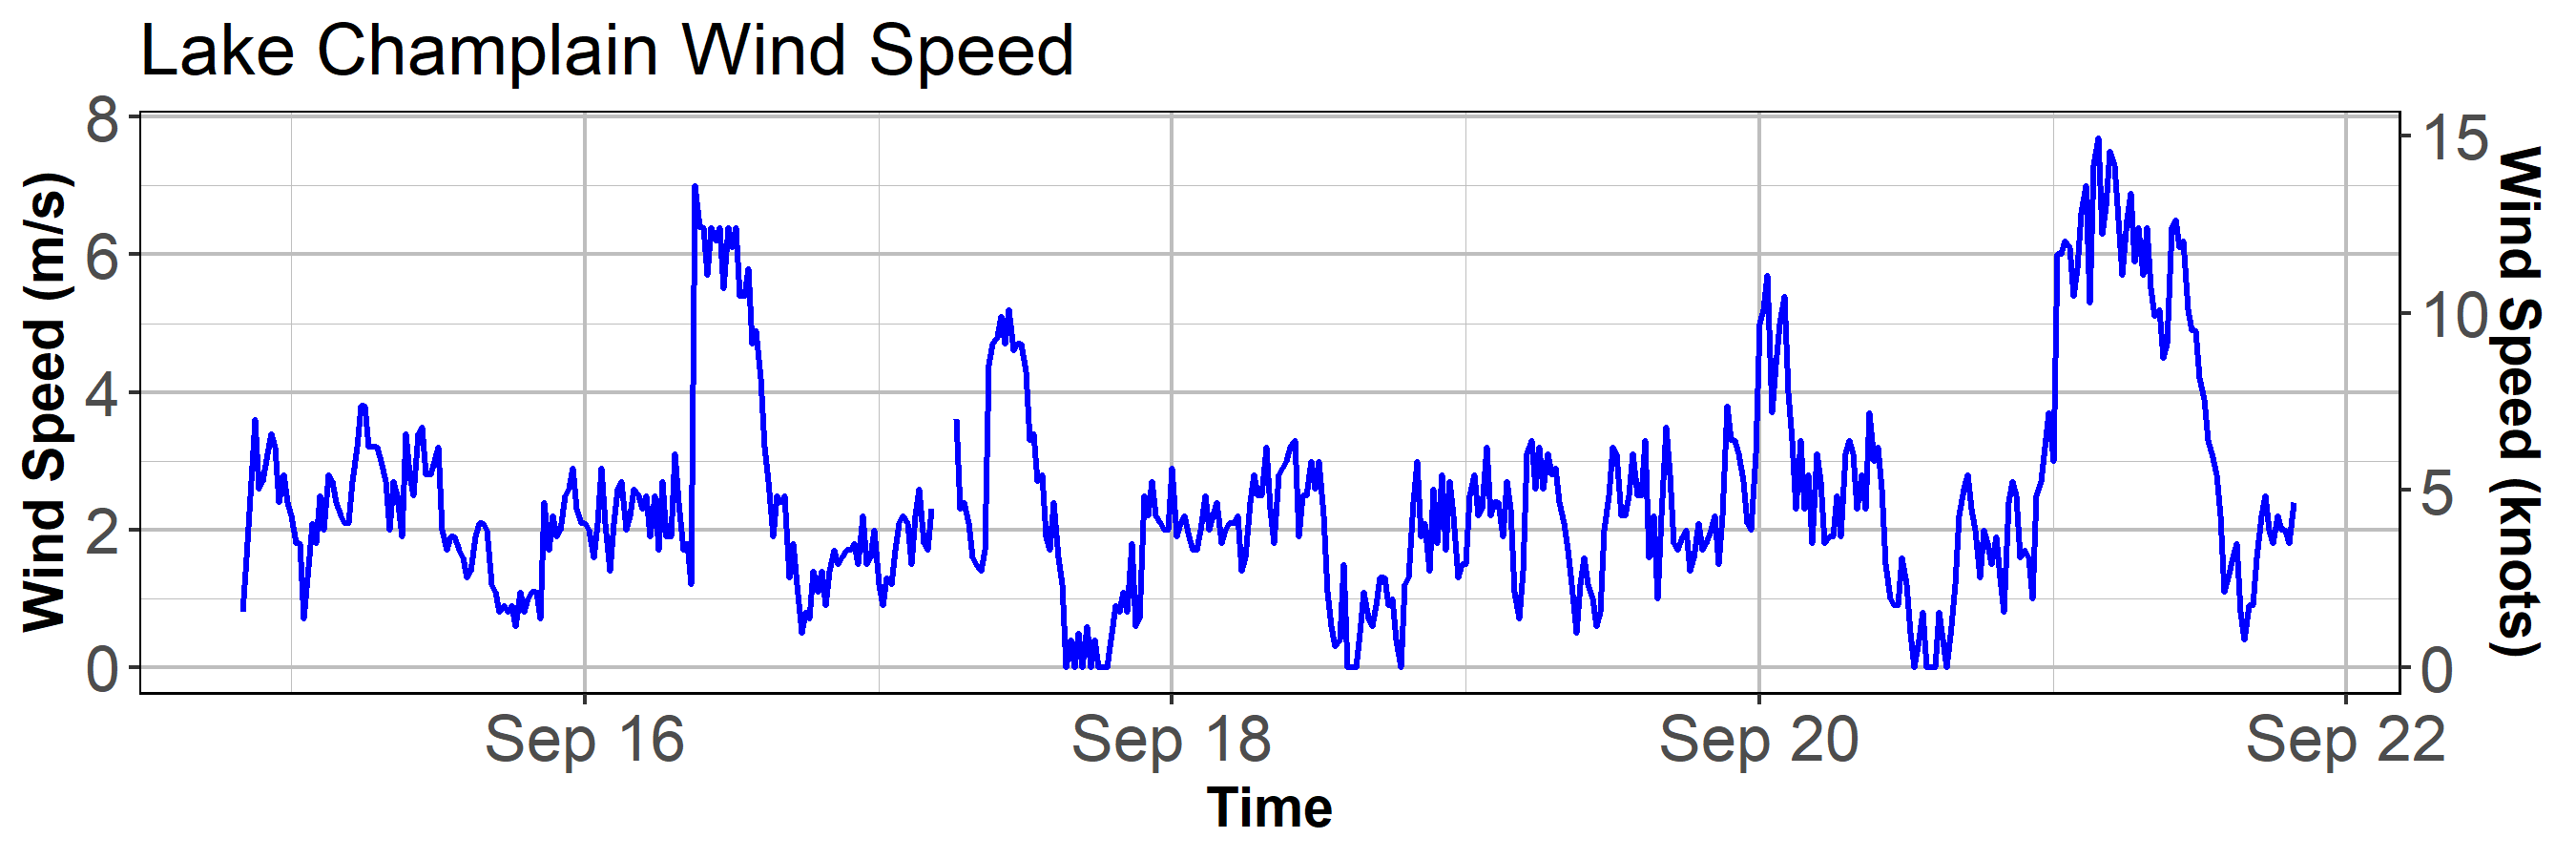 Lake Champlain Wind Speed
Wind Speed (m/s)
8
6
4
2
0
15
10
5
0
Wind Speed (knots)
Sep 16 Sep 18 Sep 20 Sep 22
Time